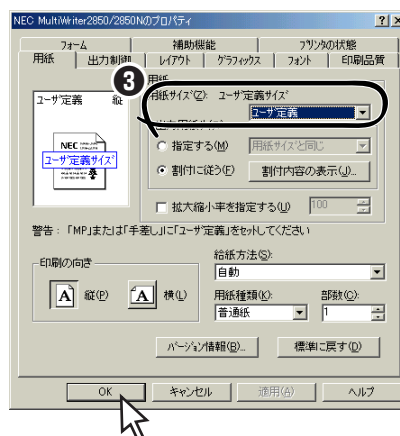 NEC MultiWriter2850/2850Nのプロパティ
フォーム 補助機能 プリンタの状態
用紙 出力制御 レイアウト グラフィックス フォント 印刷品質
❸
用紙
ユーザ定義 縦
用紙サイズ(Z): ユーザ定義サイズ
ユーザ定義
NEC
ユーザ定義サイズ
指定する(M) 用紙サイズと同じ
割付に従う(F) 割付内容の表示(J)...
拡大縮小率を指定する(U) 100
警告：「MP」または「手差し」に「ユーザ定義」をセットしてください
印刷の向き
A 縦(P) A 横(L)
給紙方法(S):
自動
用紙種類(K): 部数(C):
普通紙 1
バージョン情報(B)... 標準に戻す(D)
OK キャンセル 適用(A) ヘルプ